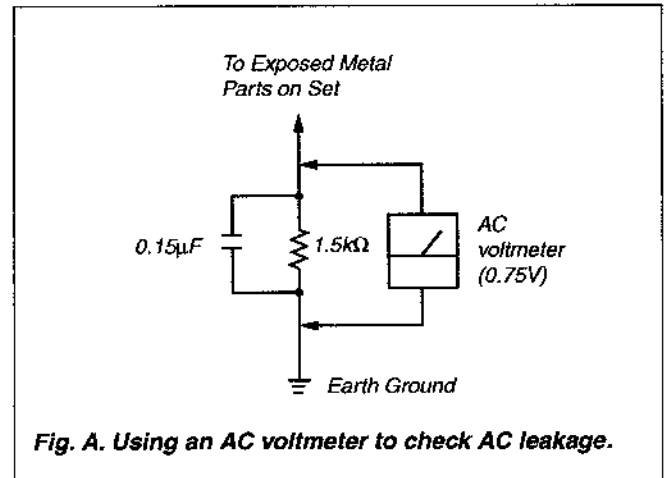 To Exposed Metal
Parts on Set
0.15μF
1.5kΩ
AC
voltmeter
(0.75V)
Earth Ground
Fig. A. Using an AC voltmeter to check AC leakage.